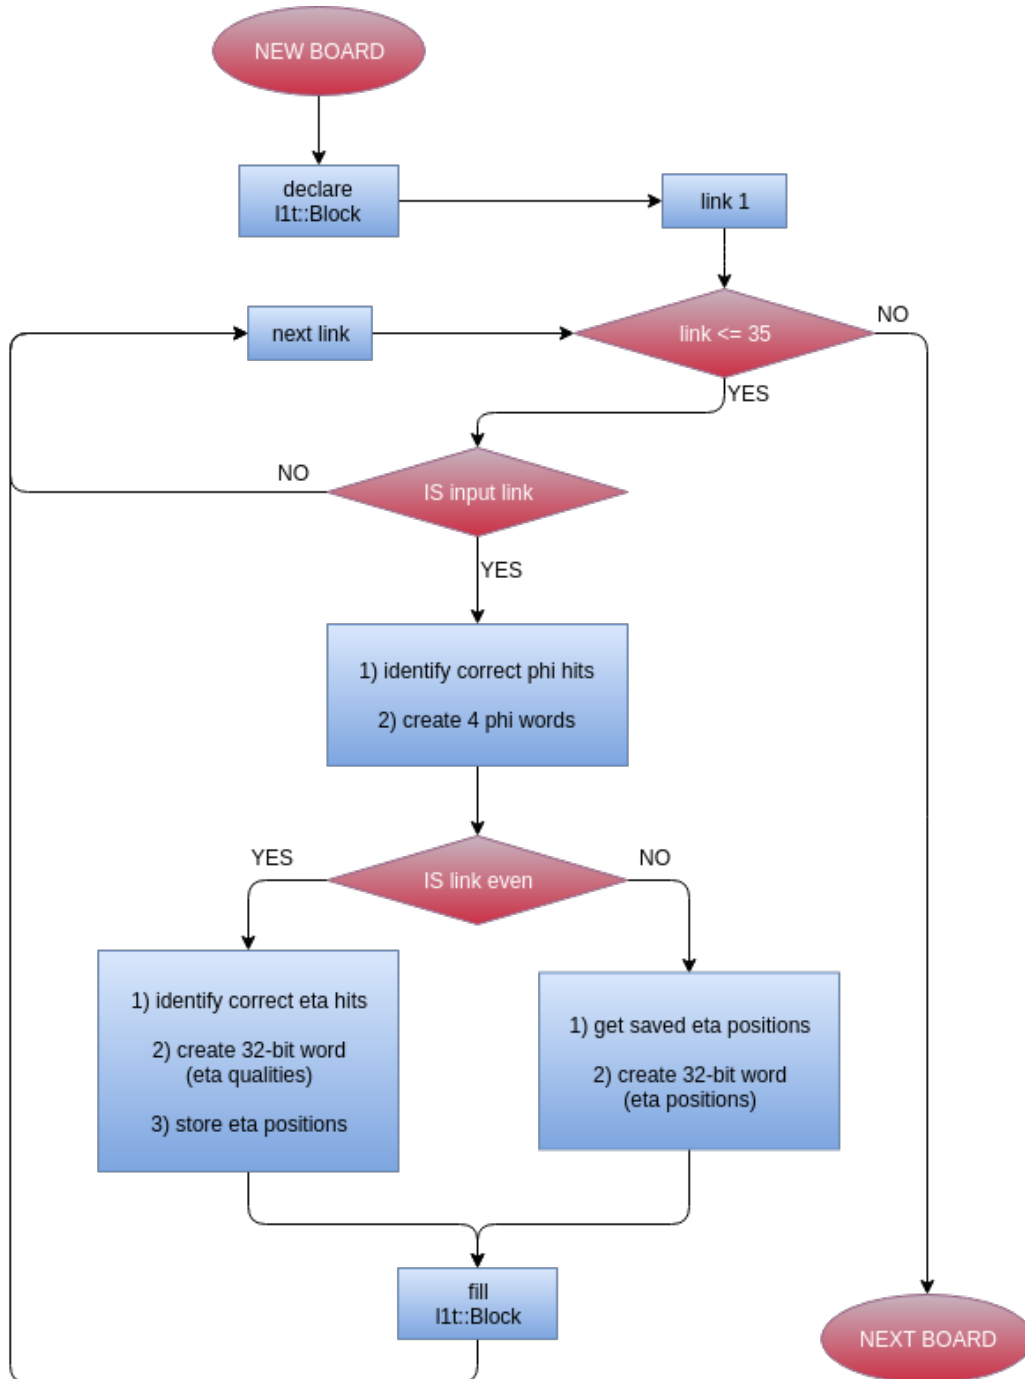 NEW BOARD
declare
l1t::Block
link 1
next link
link <= 35
NO
YES
IS input link
NO
YES
1) identify correct phi hits
2) create 4 phi words
IS link even
YES
NO
1) identify correct eta hits
2) create 32-bit word
(eta qualities)
3) store eta positions
1) get saved eta positions
2) create 32-bit word
(eta positions)
fill
l1t::Block
NEXT BOARD